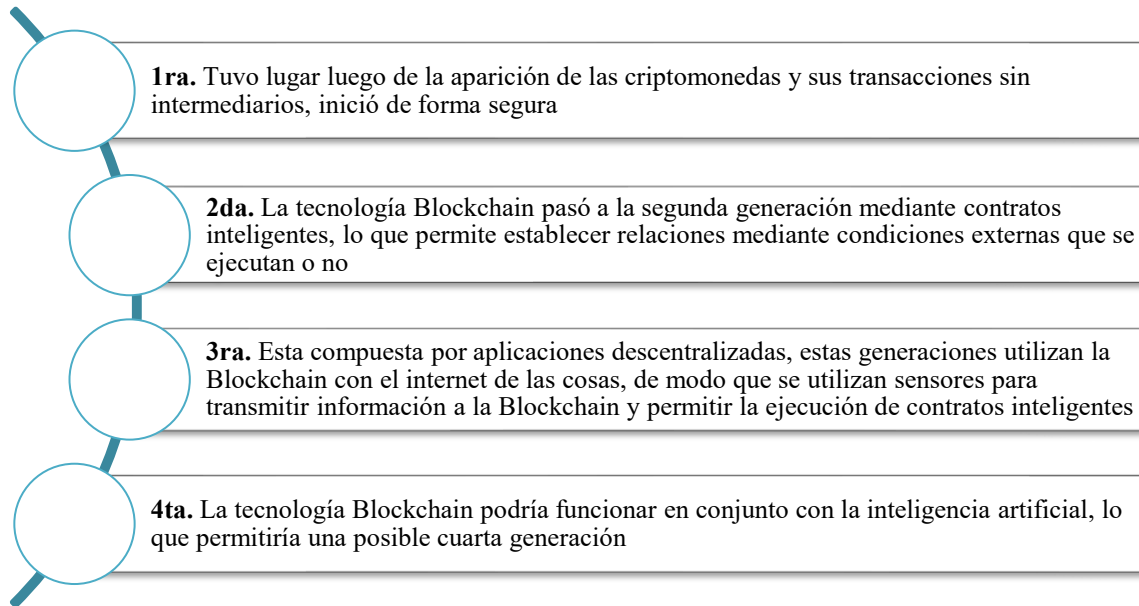 1ra. Tuvo lugar luego de la aparición de las criptomonedas y sus transacciones sin
intermediarios, inició de forma segura
2da. La tecnología Blockchain pasó a la segunda generación mediante contratos
inteligentes, lo que permite establecer relaciones mediante condiciones externas que se
ejecutan o no
3ra. Esta compuesta por aplicaciones descentralizadas, estas generaciones utilizan la
Blockchain con el internet de las cosas, de modo que se utilizan sensores para
transmitir información a la Blockchain y permitir la ejecución de contratos inteligentes
4ta. La tecnología Blockchain podría funcionar en conjunto con la inteligencia artificial, lo
que permitiría una posible cuarta generación